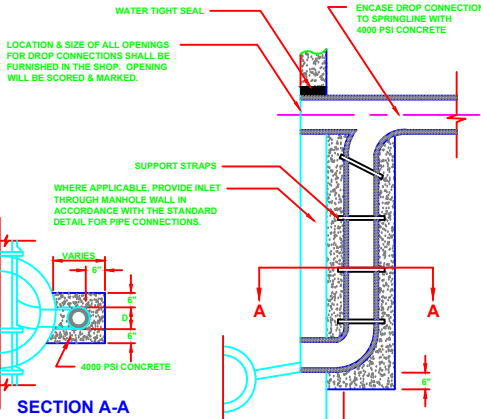 WATER TIGHT SEAL
ENCASE DROP CONNECTION
TO SPRINGLINE WITH
4000 PSI CONCRETE
LOCATION & SIZE OF ALL OPENINGS
FOR DROP CONNECTIONS SHALL BE
FURNISHED IN THE SHOP. OPENING
WILL BE SCORED & MARKED.
SUPPORT STRAPS
WHERE APPLICABLE, PROVIDE INLET
THROUGH MANHOLE WALL IN
ACCORDANCE WITH THE STANDARD
DETAIL FOR PIPE CONNECTIONS.
VARIES
6"
6"
D
6"
A
A
4000 PSI CONCRETE
6"
SECTION A-A